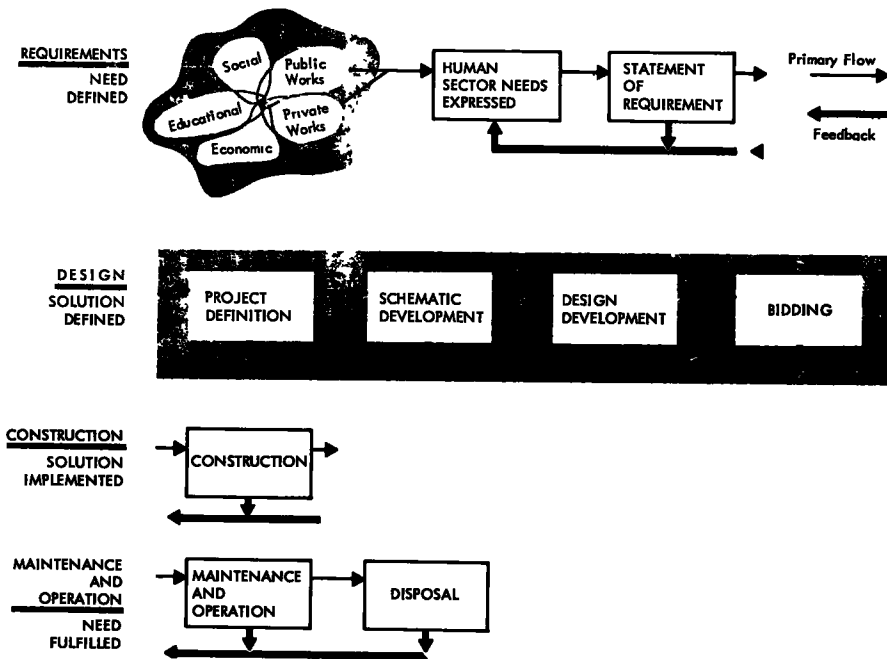 REQUIREMENTS
NEED
DEFINED
Social
Public
Works
Educational
Private
Works
Economic
HUMAN
SECTOR NEEDS
EXPRESSED
STATEMENT
OF
REQUIREMENT
Primary Flow
Feedback
DESIGN
SOLUTION
DEFINED
PROJECT
DEFINITION
SCHEMATIC
DEVELOPMENT
DESIGN
DEVELOPMENT
BIDDING
CONSTRUCTION
SOLUTION
IMPLEMENTED
CONSTRUCTION
MAINTENANCE
AND
OPERATION
NEED
FULFILLED
MAINTENANCE
AND
OPERATION
DISPOSAL